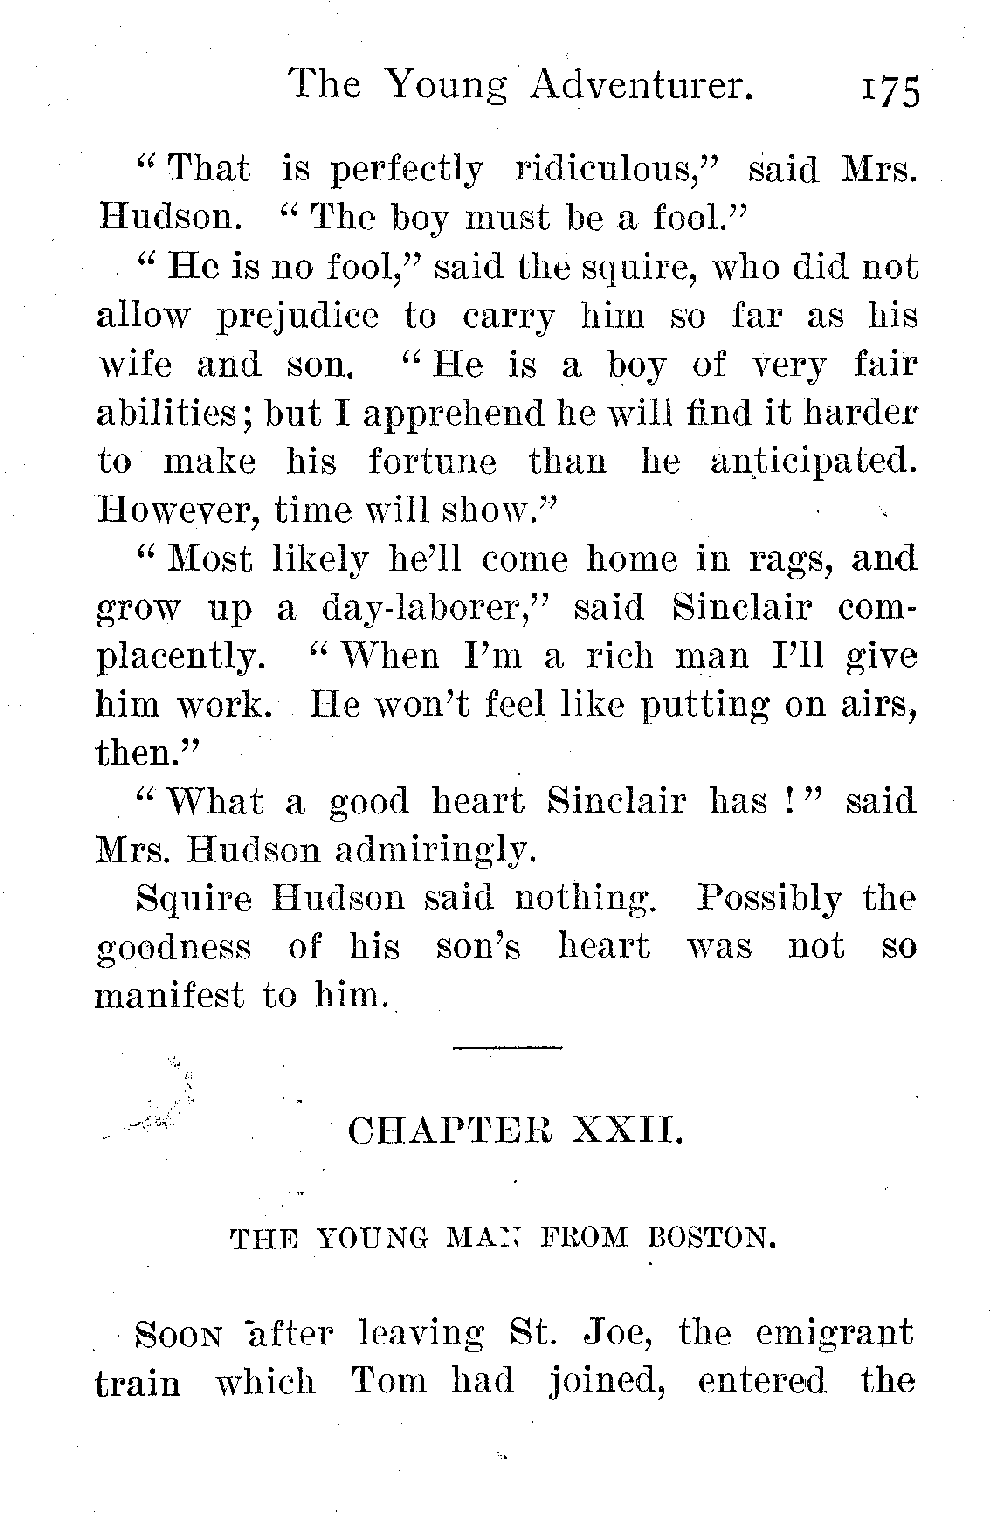 The Young Adventurer. 175
“ That is perfectly ridiculous,” said Mrs.
Hudson. “ The boy must be a fool.”
“ He is no fool,” said the squire, who did not
allow prejudice to carry him so far as his
wife and son. “ He is a boy of very fair
abilities; but I apprehend he will find it harder
to make his fortune than he anticipated.
However, time will show.”
“ Most likely he’ll come home in rags, and
grow up a day-laborer,” said Sinclair com-
placently. “ When I’m a rich man I’ll give
him work. He won’t feel like putting on airs,
then.”
“ What a good heart Sinclair has ! ” said
Mrs. Hudson admiringly.
Squire Hudson said nothing. Possibly the
goodness of his son’s heart was not so
manifest to him.
CHAPTER XXII.
THE YOUNG MAN FROM BOSTON.
SOON after leaving St. Joe, the emigrant
train which Tom had joined, entered the